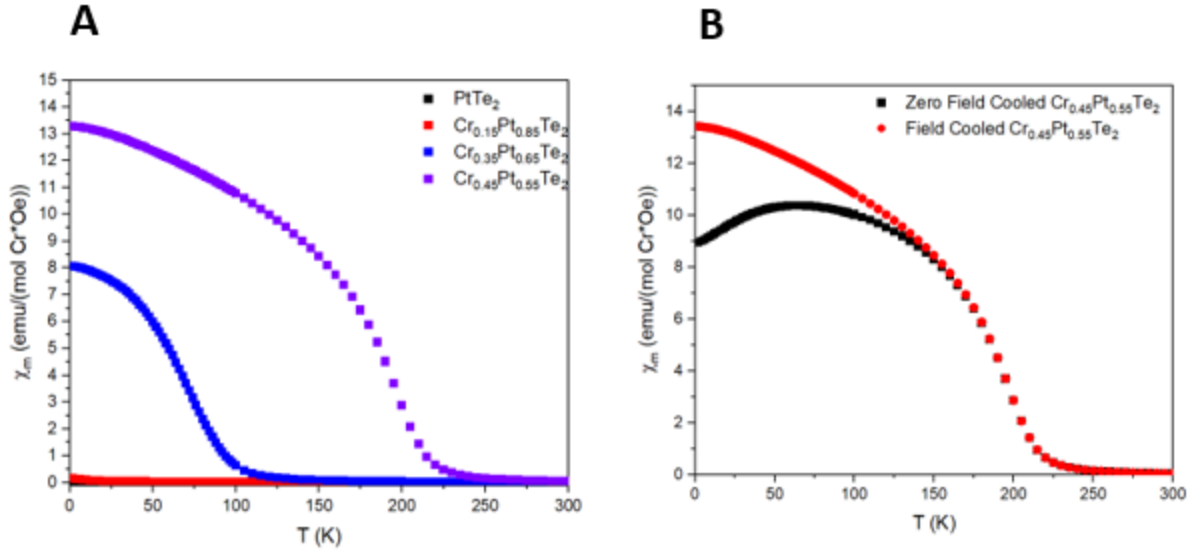 A
B
15
14
13
12
11
10
9
8
7
6
5
4
3
2
1
0
χm (emu/(mol Cr*Oe))
PtTe2
Cr0.15Pt0.85Te2
Cr0.35Pt0.65Te2
Cr0.45Pt0.55Te2
0 50 100 150 200 250 300
T (K)
14
12
10
8
6
4
2
0
χm (emu/(mol Cr*Oe))
Zero Field Cooled Cr0.45Pt0.55Te2
Field Cooled Cr0.45Pt0.55Te2
0 50 100 150 200 250 300
T (K)